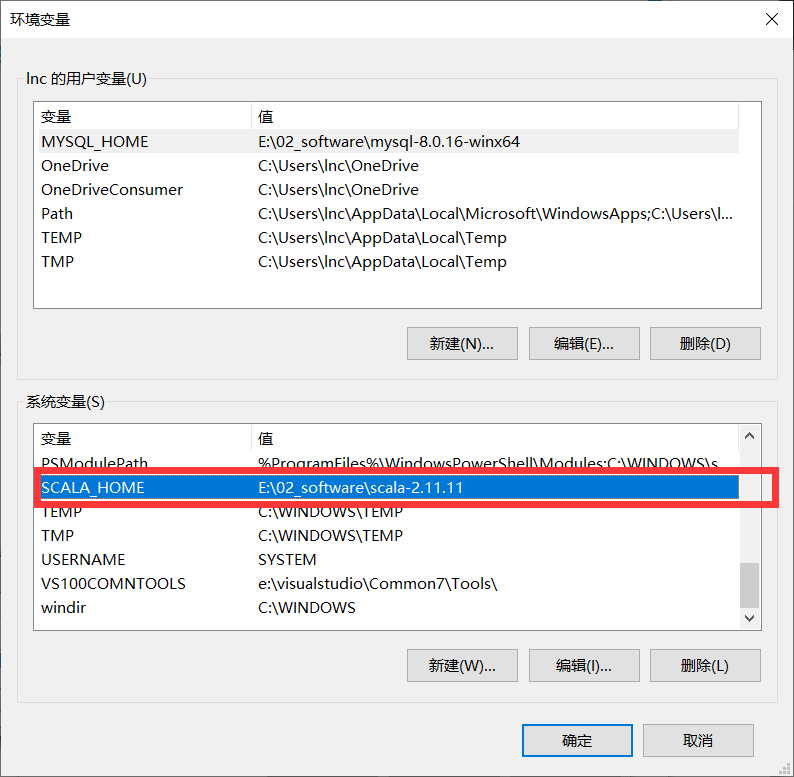 环境变量
lnc 的用户变量(U)
变量 值
MYSQL_HOME E:\02_software\mysql-8.0.16-winx64
OneDrive C:\Users\lnc\OneDrive
OneDriveConsumer C:\Users\lnc\OneDrive
Path C:\Users\lnc\AppData\Local\Microsoft\WindowsApps;C:\Users\l...
TEMP C:\Users\lnc\AppData\Local\Temp
TMP C:\Users\lnc\AppData\Local\Temp
新建(N)... 编辑(E)... 删除(D)
系统变量(S)
变量 值
PSModulePath %ProgramFiles%\WindowsPowerShell\Modules;C:\WINDOWS\s...
SCALA_HOME E:\02_software\scala-2.11.11
TEMP C:\WINDOWS\TEMP
TMP C:\WINDOWS\TEMP
USERNAME SYSTEM
VS100COMNTOOLS e:\visualstudio\Common7\Tools\
windir C:\WINDOWS
新建(W)... 编辑(I)... 删除(L)
确定 取消